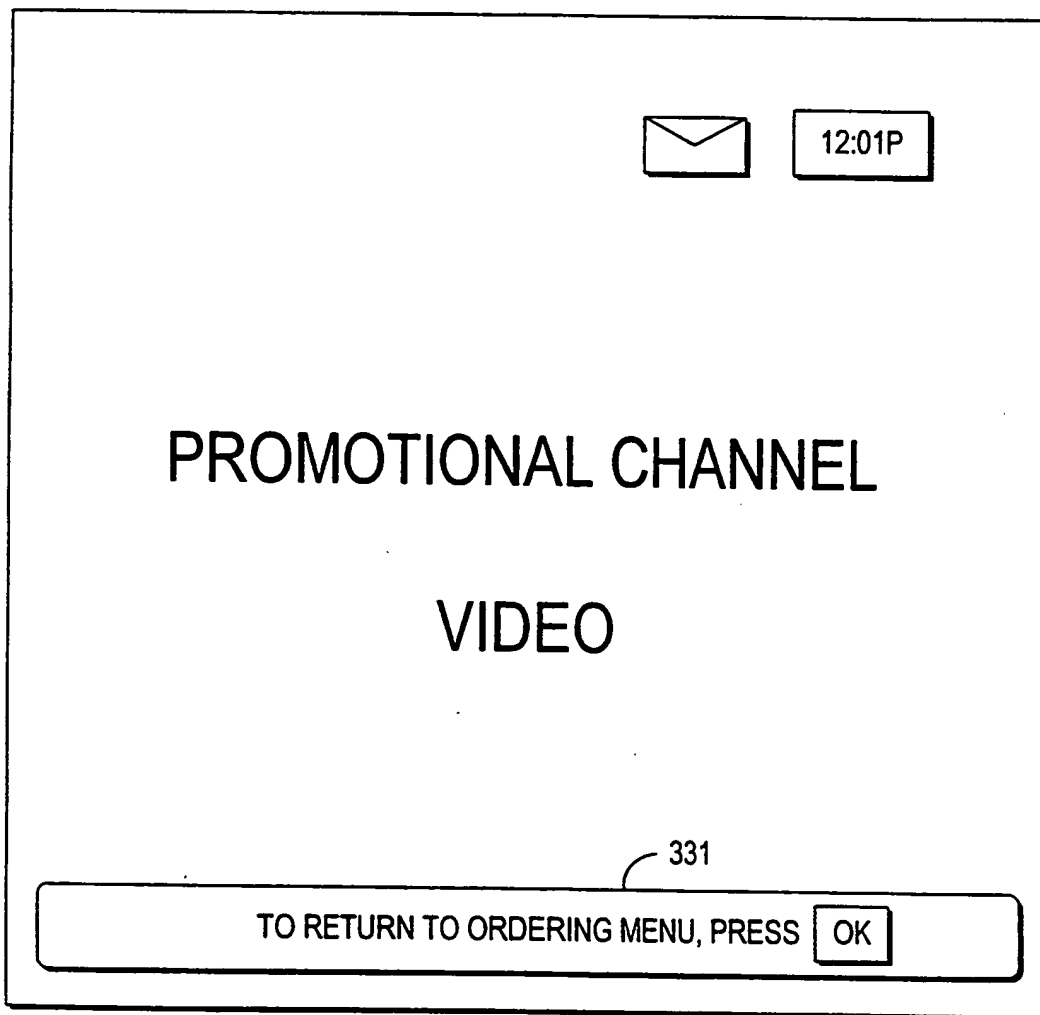 12:01P
PROMOTIONAL CHANNEL
VIDEO
331
TO RETURN TO ORDERING MENU, PRESS OK